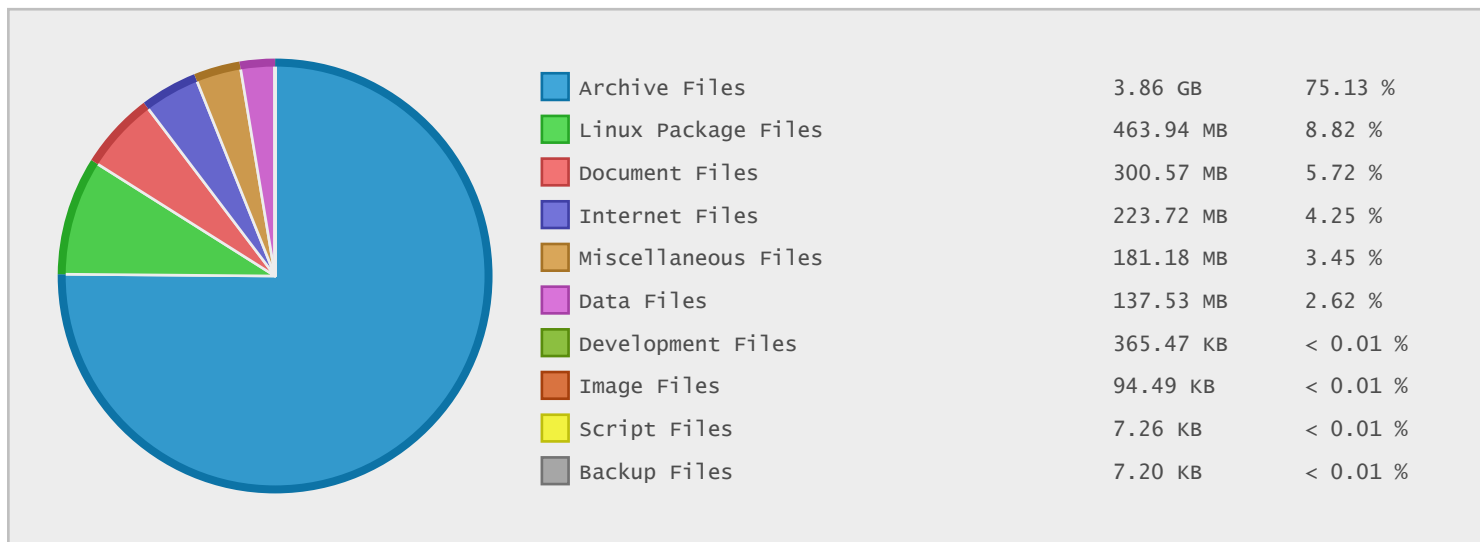 Archive Files 3.86 GB 75.13 %
Linux Package Files 463.94 MB 8.82 %
Document Files 300.57 MB 5.72 %
Internet Files 223.72 MB 4.25 %
Miscellaneous Files 181.18 MB 3.45 %
Data Files 137.53 MB 2.62 %
Development Files 365.47 KB < 0.01 %
Image Files 94.49 KB < 0.01 %
Script Files 7.26 KB < 0.01 %
Backup Files 7.20 KB < 0.01 %